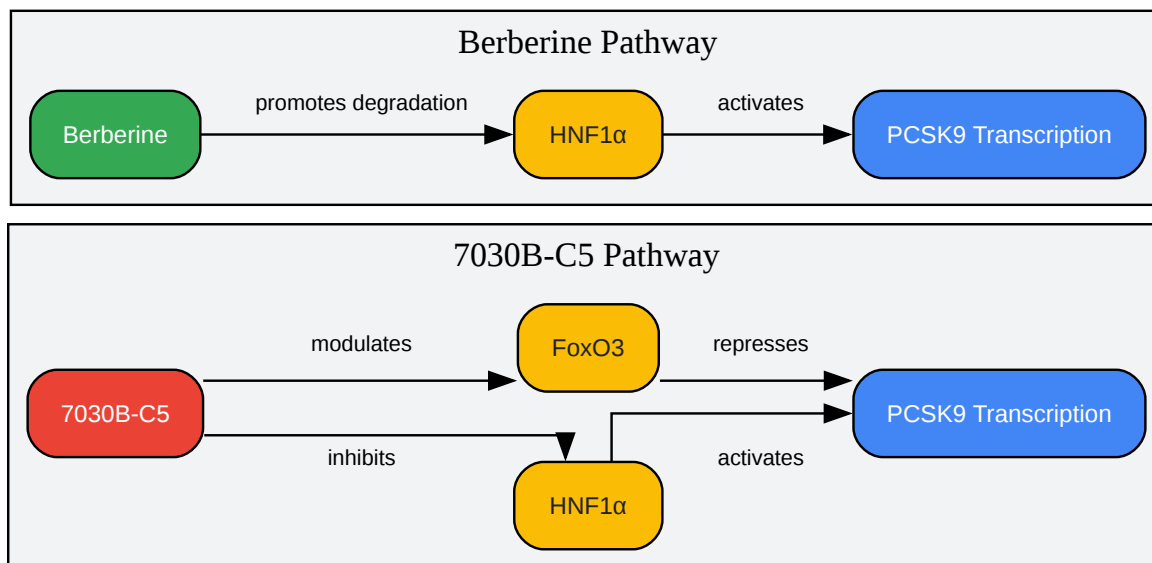 Berberine Pathway
promotes degradation
activates
Berberine
HNF1α
PCSK9 Transcription
7030B-C5 Pathway
modulates
FoxO3
represses
7030B-C5
PCSK9 Transcription
inhibits
activates
HNF1α